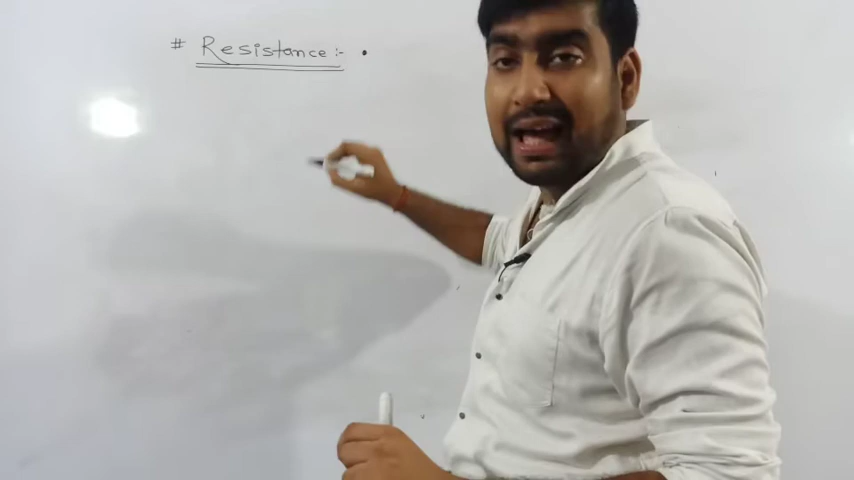 # Resistance :- •